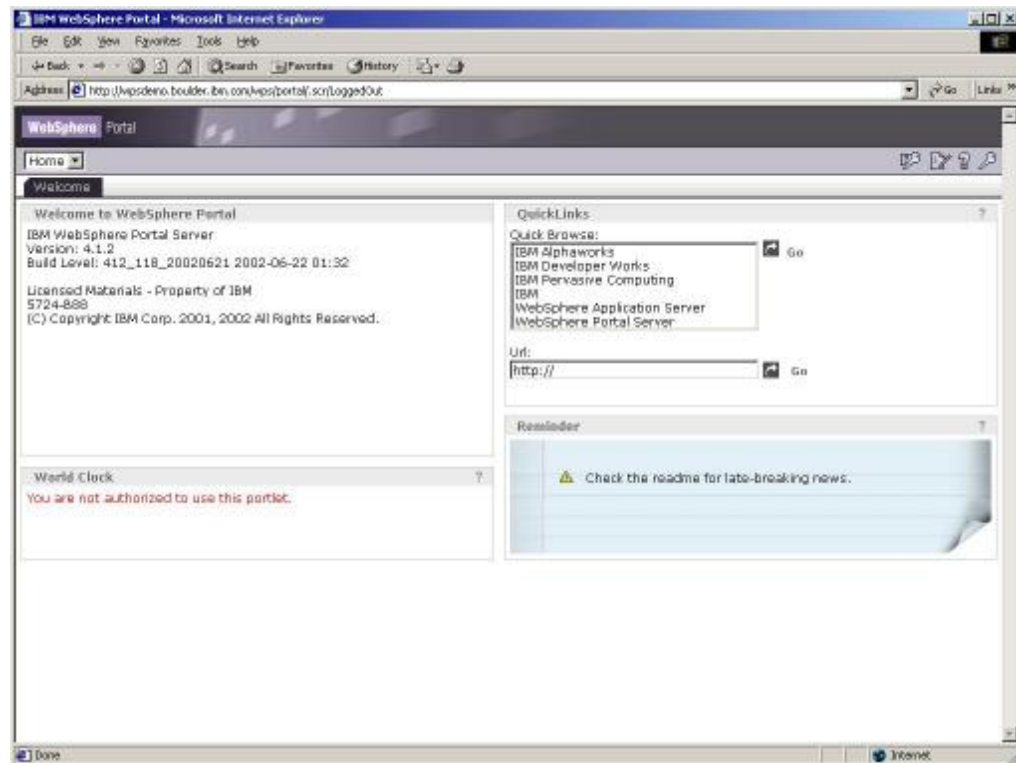 IBM WebSphere Portal - Microsoft Internet Explorer
File Edit View Favorites Tools Help
Back Search Favorites History
Address http://wpsdemo.boulder.ibm.com/wps/portal/.scr/LoggedOut Go Links »
WebSphere Portal
Home
Welcome
Welcome to WebSphere Portal
IBM WebSphere Portal Server
Version: 4.1.2
Build Level: 412_118_20020621 2002-06-22 01:32
Licensed Materials - Property of IBM
5724-B88
(C) Copyright IBM Corp. 2001, 2002 All Rights Reserved.
World Clock ?
You are not authorized to use this portlet.
QuickLinks ?
Quick Browse:
IBM Alphaworks
IBM Developer Works
IBM Pervasive Computing
IBM
WebSphere Application Server
WebSphere Portal Server
Go
Url:
http:// Go
Reminder ?
Check the readme for late-breaking news.
Done Internet